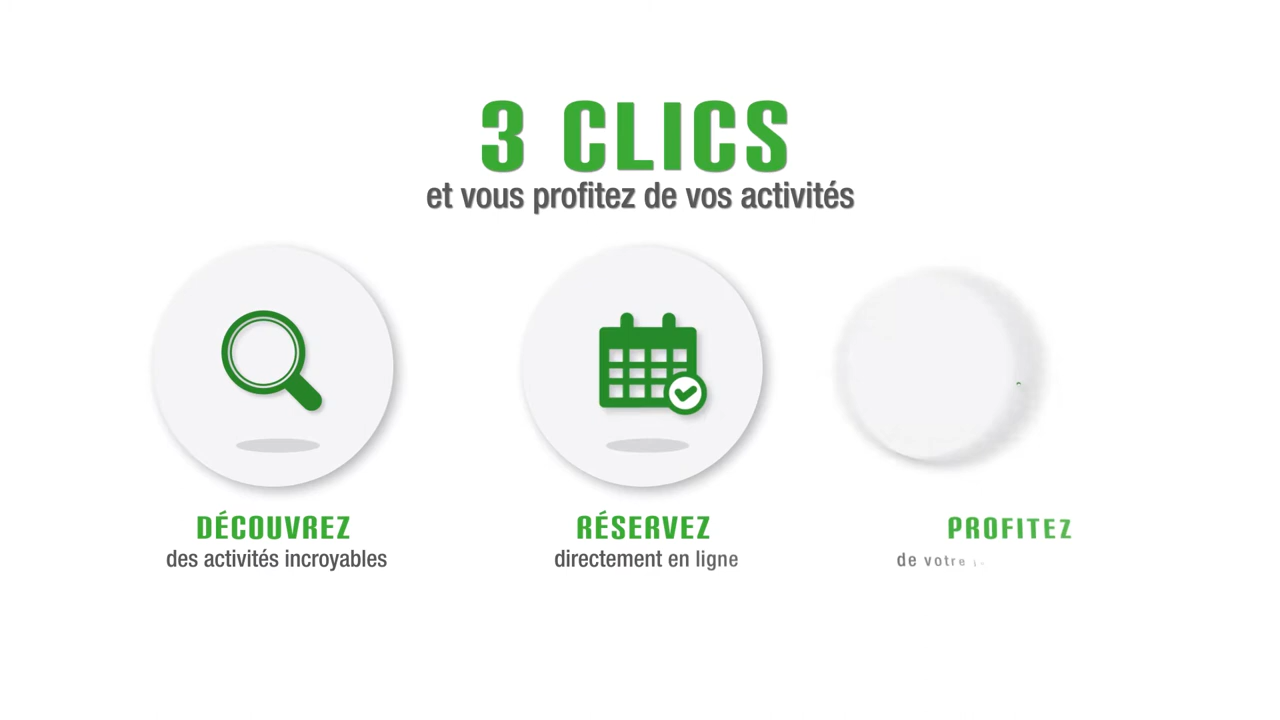 3 CLICS
et vous profitez de vos activités
DÉCOUVREZ
des activités incroyables
RÉSERVEZ
directement en ligne
PROFITEZ
de votre